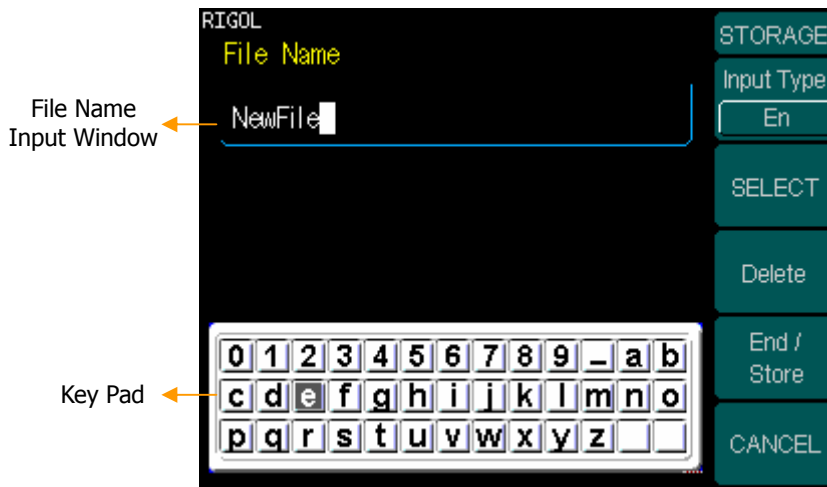 RIGOL
File Name
NewFile
File Name
Input Window
STORAGE
Input Type
En
SELECT
Delete
End /
Store
CANCEL
Key Pad
0 1 2 3 4 5 6 7 8 9 _ a b
c d e f g h i j k l m n o
p q r s t u v w x y z